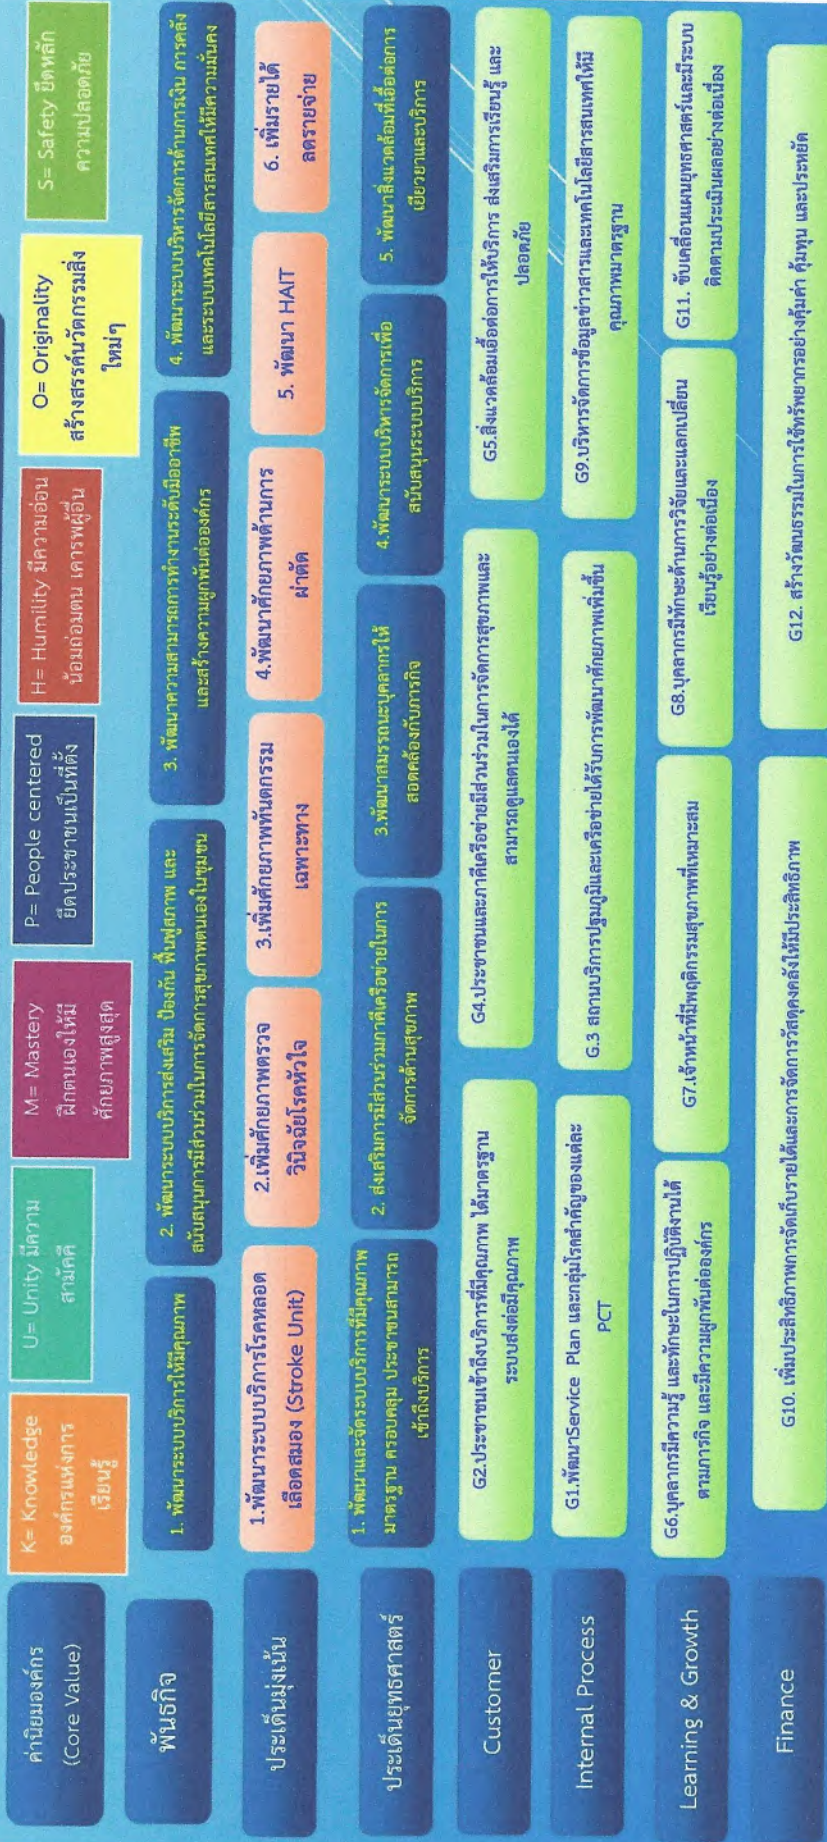 ค่านิยมองค์กร
(Core Value)
K= Knowledge
องค์กรแห่งการ
เรียนรู้
U= Unity มีความ
สามัคคี
M= Mastery
ฝึกตนเองให้มี
ศักยภาพสูงสุด
P= People centered
ยึดประชาชนเป็นที่ตั้ง
H= Humility มีความอ่อน
น้อมถ่อมตน เคารพผู้อื่น
O= Originality
สร้างสรรค์นวัตกรรมสิ่ง
ใหม่ๆ
S= Safety ยึดหลัก
ความปลอดภัย
พันธกิจ
1. พัฒนาระบบบริการให้มีคุณภาพ
2. พัฒนาระบบบริการส่งเสริม ป้องกัน ฟื้นฟูสภาพ และ
สนับสนุนการมีส่วนร่วมในการจัดการสุขภาพตนเองในชุมชน
3. พัฒนาความสามารถการทำงานระดับมืออาชีพ
และสร้างความผูกพันต่อองค์กร
4. พัฒนาระบบบริหารจัดการด้านการเงิน การคลัง
และระบบเทคโนโลยีสารสนเทศให้มีความมั่นคง
ประเด็นมุ่งเน้น
1.พัฒนาระบบบริการโรคหลอด
เลือดสมอง (Stroke Unit)
2.เพิ่มศักยภาพตรวจ
วินิจฉัยโรคหัวใจ
3.เพิ่มศักยภาพทันตกรรม
เฉพาะทาง
4.พัฒนาศักยภาพด้านการ
ผ่าตัด
5. พัฒนา HAIT
6. เพิ่มรายได้
ลดรายจ่าย
ประเด็นยุทธศาสตร์
1. พัฒนาและจัดระบบบริการที่มีคุณภาพ
มาตรฐาน ครอบคลุม ประชาชนสามารถ
เข้าถึงบริการ
2. ส่งเสริมการมีส่วนร่วมภาคีเครือข่ายในการ
จัดการด้านสุขภาพ
3.พัฒนาสมรรถนะบุคลากรให้
สอดคล้องกับภารกิจ
4.พัฒนาระบบบริหารจัดการเพื่อ
สนับสนุนระบบบริการ
5. พัฒนาสิ่งแวดล้อมที่เอื้อต่อการ
เยียวยาและบริการ
Customer
G2.ประชาชนเข้าถึงบริการที่มีคุณภาพ ได้มาตรฐาน
ระบบส่งต่อมีคุณภาพ
G4.ประชาชนและภาคีเครือข่ายมีส่วนร่วมในการจัดการสุขภาพและ
สามารถดูแลตนเองได้
G5.สิ่งแวดล้อมเอื้อต่อการให้บริการ ส่งเสริมการเรียนรู้ และ
ปลอดภัย
Internal Process
G1.พัฒนาService Plan และกลุ่มโรคสำคัญของแต่ละ
PCT
G.3 สถานบริการปฐมภูมิและเครือข่ายได้รับการพัฒนาศักยภาพเพิ่มขึ้น
G9.บริหารจัดการข้อมูลข่าวสารและเทคโนโลยีสารสนเทศให้มี
คุณภาพมาตรฐาน
Learning & Growth
G6.บุคลากรมีความรู้ และทักษะในการปฏิบัติงานได้
ตามภารกิจ และมีความผูกพันต่อองค์กร
G7.เจ้าหน้าที่มีพฤติกรรมสุขภาพที่เหมาะสม
G8.บุคลากรมีทักษะด้านการวิจัยและแลกเปลี่ยน
เรียนรู้อย่างต่อเนื่อง
G11. ขับเคลื่อนแผนยุทธศาสตร์และมีระบบ
ติดตามประเมินผลอย่างต่อเนื่อง
Finance
G10. เพิ่มประสิทธิภาพการจัดเก็บรายได้และการจัดการวัสดุคงคลังให้มีประสิทธิภาพ
G12. สร้างวัฒนธรรมในการใช้ทรัพยากรอย่างคุ้มค่า คุ้มทุน และประหยัด